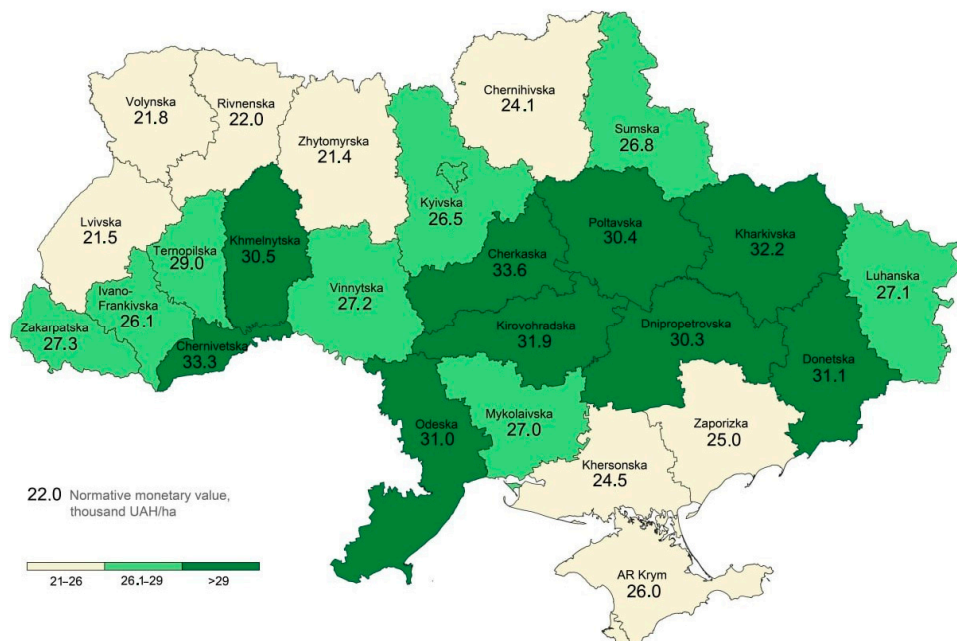 Chernihivska
24.1
Volynska
21.8
Rivnenska
22.0
Zhytomyrska
21.4
Sumska
26.8
Kyivska
26.5
Lvivska
21.5
Ternopilska
29.0
Khmelnytska
30.5
Poltavska
30.4
Kharkivska
32.2
Cherkaska
33.6
Luhanska
27.1
Vinnytska
27.2
Ivano-
Frankivska
26.1
Zakarpatska
27.3
Chernivetska
33.3
Kirovohradska
31.9
Dnipropetrovska
30.3
Donetska
31.1
Odeska
31.0
Mykolaivska
27.0
Zaporizka
25.0
Khersonska
24.5
AR Krym
26.0
22.0 Normative monetary value,
thousand UAH/ha
21–26 26.1–29 >29